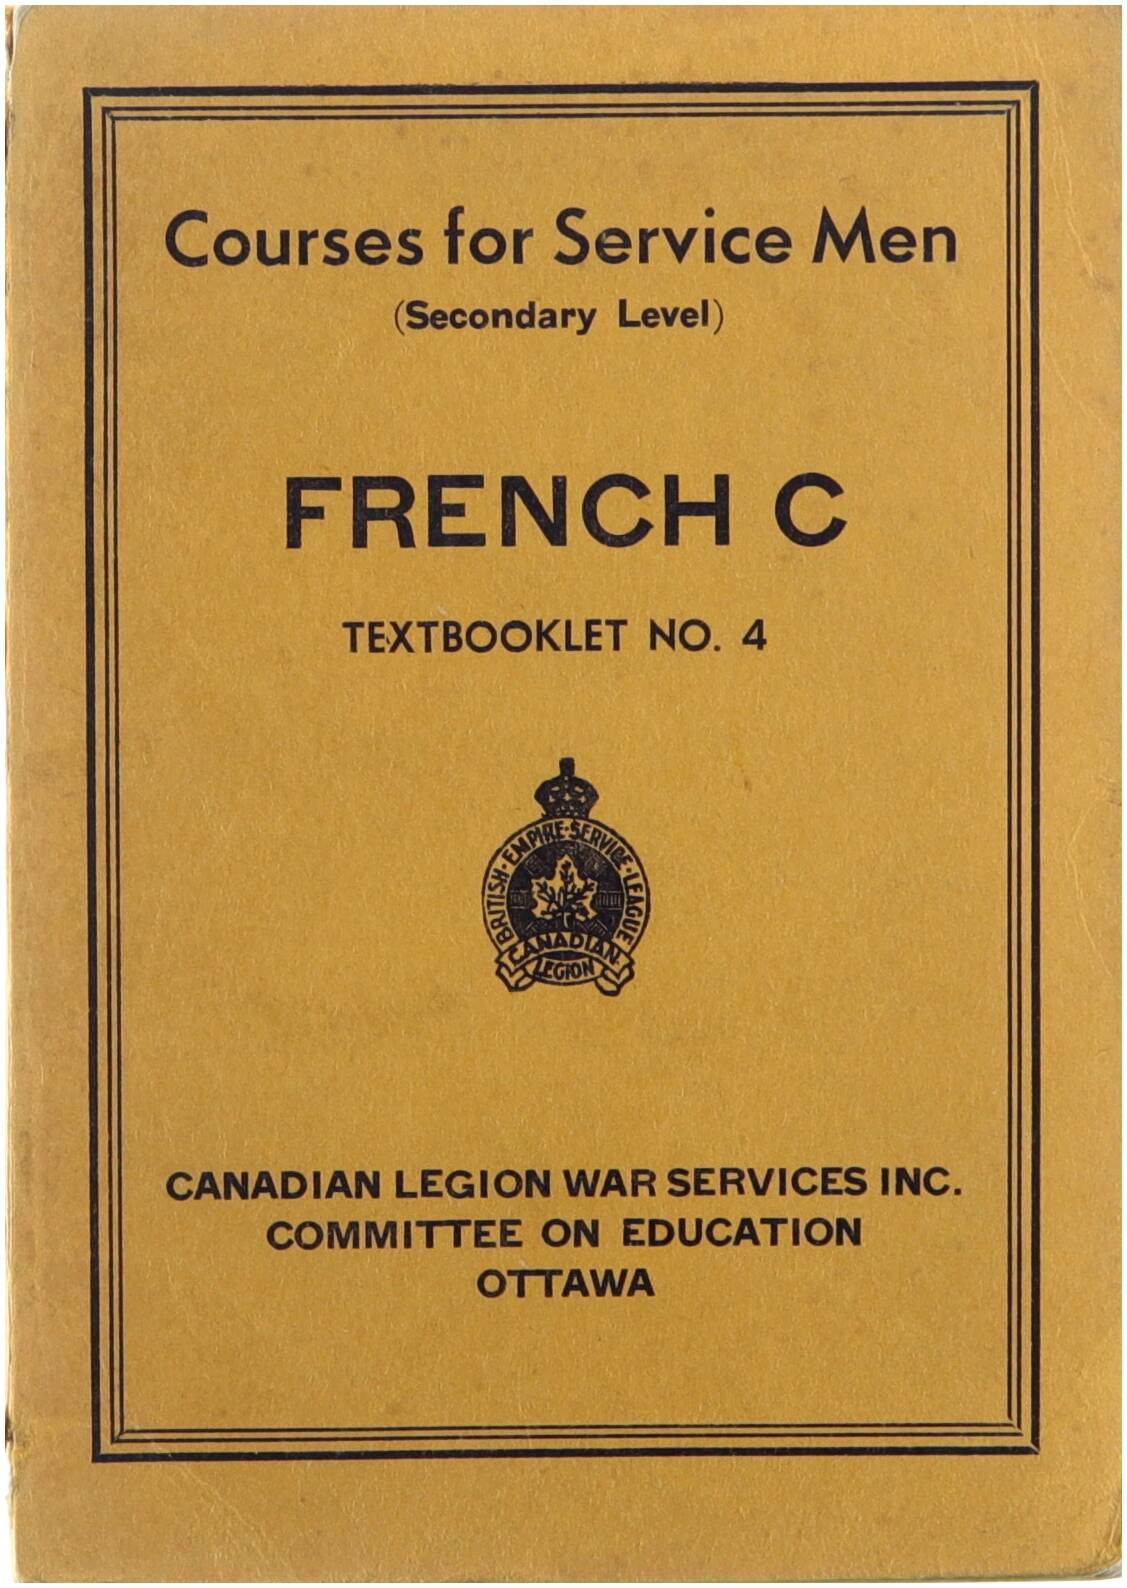 Courses for Service Men
(Secondary Level)
FRENCH C
TEXTBOOKLET NO. 4
BRITISH · EMPIRE · SERVICE · LEAGUE
CANADIAN
LEGION
CANADIAN LEGION WAR SERVICES INC.
COMMITTEE ON EDUCATION
OTTAWA